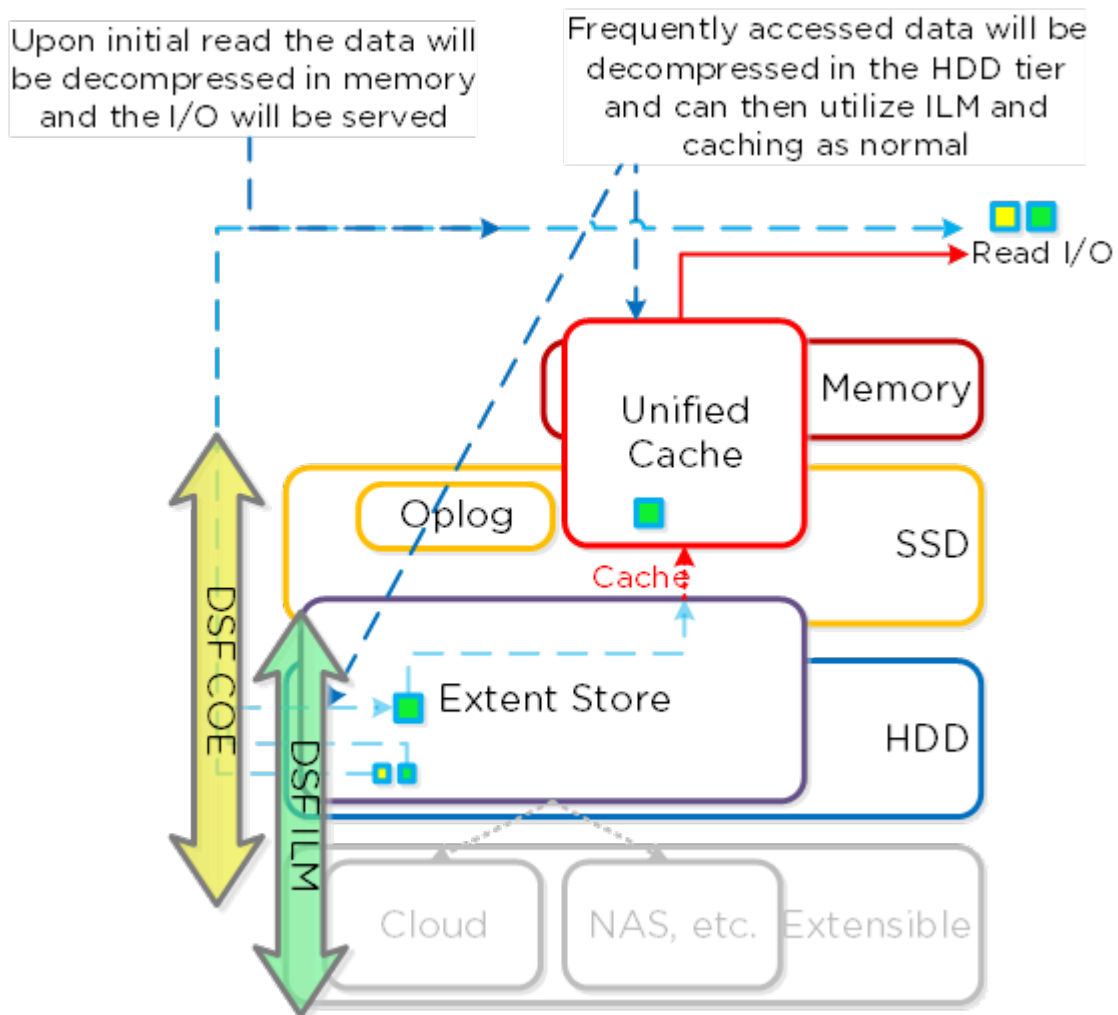 Upon initial read the data will
be decompressed in memory
and the I/O will be served
Frequently accessed data will be
decompressed in the HDD tier
and can then utilize ILM and
caching as normal
Read I/O
Memory
Unified
Cache
Oplog
SSD
Cache
DSF COE
Extent Store
HDD
DSF ILM
Cloud
NAS, etc.
Extensible